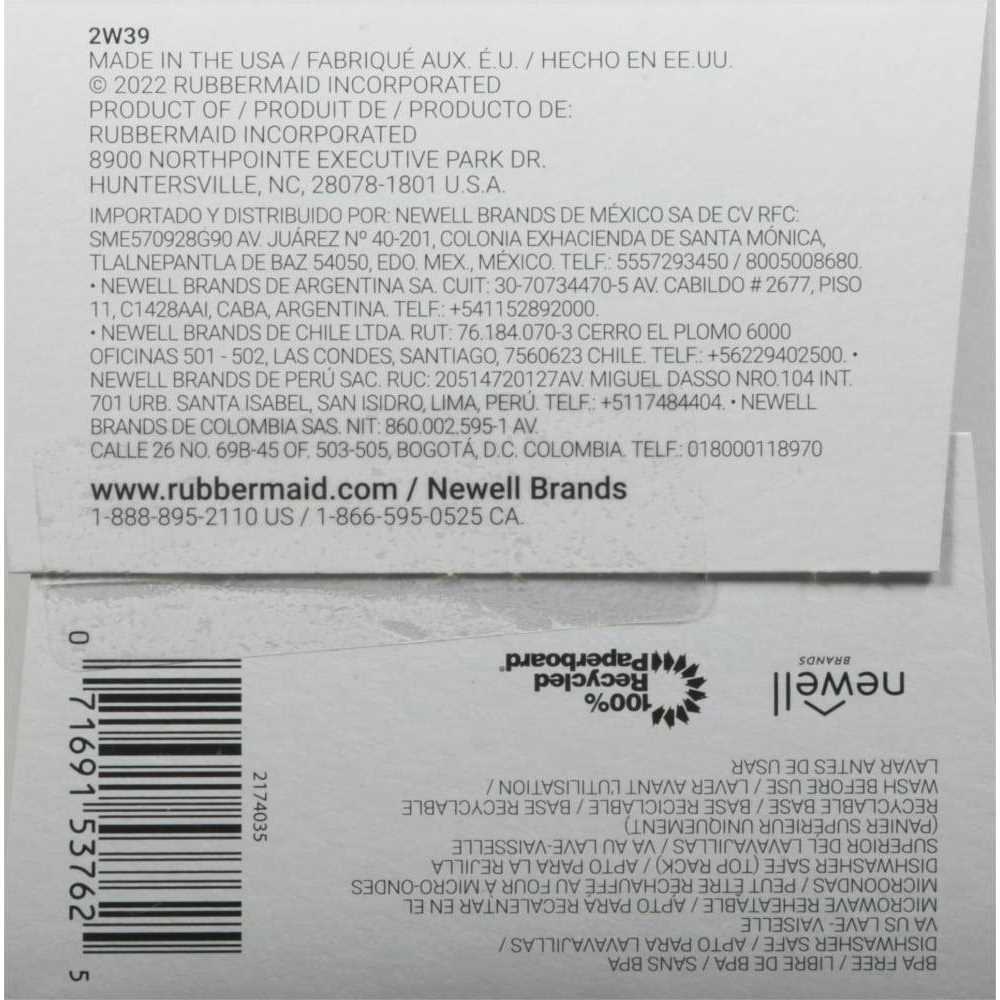 2W39
MADE IN THE USA / FABRIQUÉ AUX. É.U. / HECHO EN EE.UU.
© 2022 RUBBERMAID INCORPORATED
PRODUCT OF / PRODUIT DE / PRODUCTO DE:
RUBBERMAID INCORPORATED
8900 NORTHPOINTE EXECUTIVE PARK DR.
HUNTERSVILLE, NC, 28078-1801 U.S.A.
IMPORTADO Y DISTRIBUIDO POR: NEWELL BRANDS DE MÉXICO SA DE CV RFC:
SME570928G90 AV. JUÁREZ Nº 40-201, COLONIA EXHACIENDA DE SANTA MÓNICA,
TLALNEPANTLA DE BAZ 54050, EDO. MEX., MÉXICO. TELF.: 5557293450 / 8005008680.
• NEWELL BRANDS DE ARGENTINA SA. CUIT: 30-70734470-5 AV. CABILDO # 2677, PISO
11, C1428AAI, CABA, ARGENTINA. TELF.: +541152892000.
• NEWELL BRANDS DE CHILE LTDA. RUT: 76.184.070-3 CERRO EL PLOMO 6000
OFICINAS 501 - 502, LAS CONDES, SANTIAGO, 7560623 CHILE. TELF.: +56229402500. •
NEWELL BRANDS DE PERÚ SAC. RUC: 20514720127AV. MIGUEL DASSO NRO.104 INT.
701 URB. SANTA ISABEL, SAN ISIDRO, LIMA, PERÚ. TELF.: +5117484404. • NEWELL
BRANDS DE COLOMBIA SAS. NIT: 860.002.595-1 AV.
CALLE 26 NO. 69B-45 OF. 503-505, BOGOTÁ, D.C. COLOMBIA. TELF.: 018000118970
www.rubbermaid.com / Newell Brands
1-888-895-2110 US / 1-866-595-0525 CA.
BPA FREE / LIBRE DE BPA / SANS BPA
DISHWASHER SAFE / APTO PARA LAVAVAJILLAS /
VA US LAVE- VAISELLE
MICROWAVE REHEATABLE / APTO PARA RECALENTAR EN EL
MICROONDAS / PEUT ÊTRE RÉCHAUFFÉ AU FOUR A MICRO-ONDES
DISHWASHER SAFE (TOP RACK) / APTO PARA LA REJILLA
SUPERIOR DEL LAVAVAJILLAS / VA AU LAVE-VAISSELLE
(PANIER SUPÉRIEUR UNIQUEMENT)
RECYCLABLE BASE / BASE RECICLABLE / BASE RECYCLABLE
WASH BEFORE USE / LAVER AVANT L'UTILISATION /
LAVAR ANTES DE USAR
newell
BRANDS
100%
Recycled
Paperboard®
2174035
0 71691 53762 5